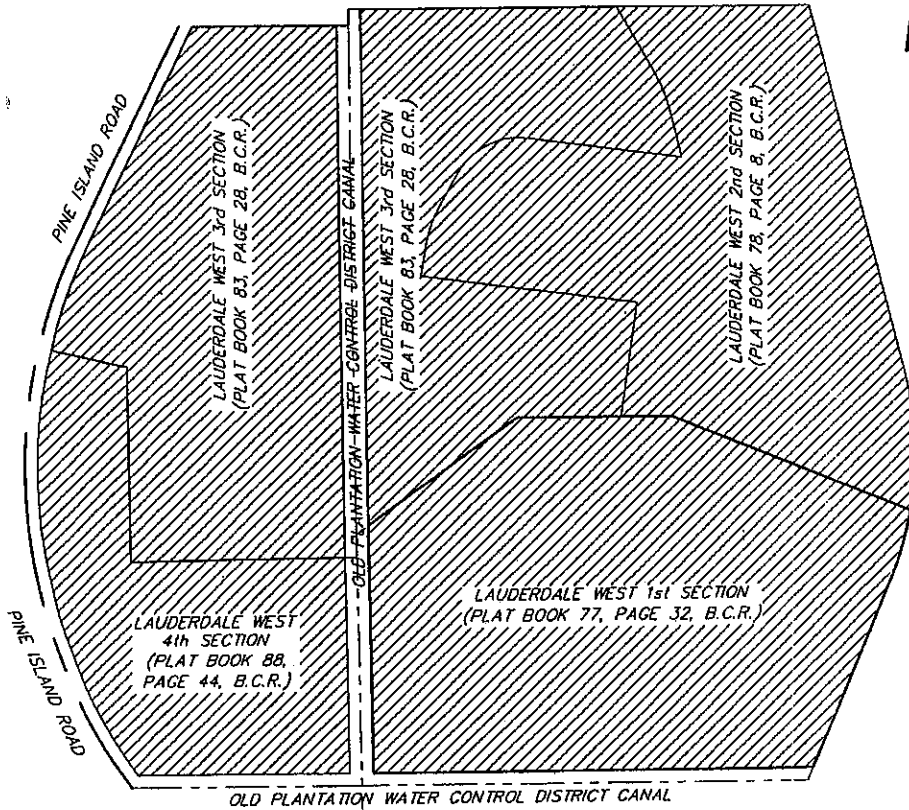 PINE ISLAND ROAD
LAUDERDALE WEST 3rd SECTION
(PLAT BOOK 83, PAGE 28, B.C.R.)
OLD PLANTATION WATER CONTROL DISTRICT CANAL
LAUDERDALE WEST 3rd SECTION
(PLAT BOOK 83, PAGE 28, B.C.R.)
LAUDERDALE WEST 2nd SECTION
(PLAT BOOK 78, PAGE 8, B.C.R.)
LAUDERDALE WEST 1st SECTION
(PLAT BOOK 77, PAGE 32, B.C.R.)
LAUDERDALE WEST
4th SECTION
(PLAT BOOK 88,
PAGE 44, B.C.R.)
PINE ISLAND ROAD
OLD PLANTATION WATER CONTROL DISTRICT CANAL